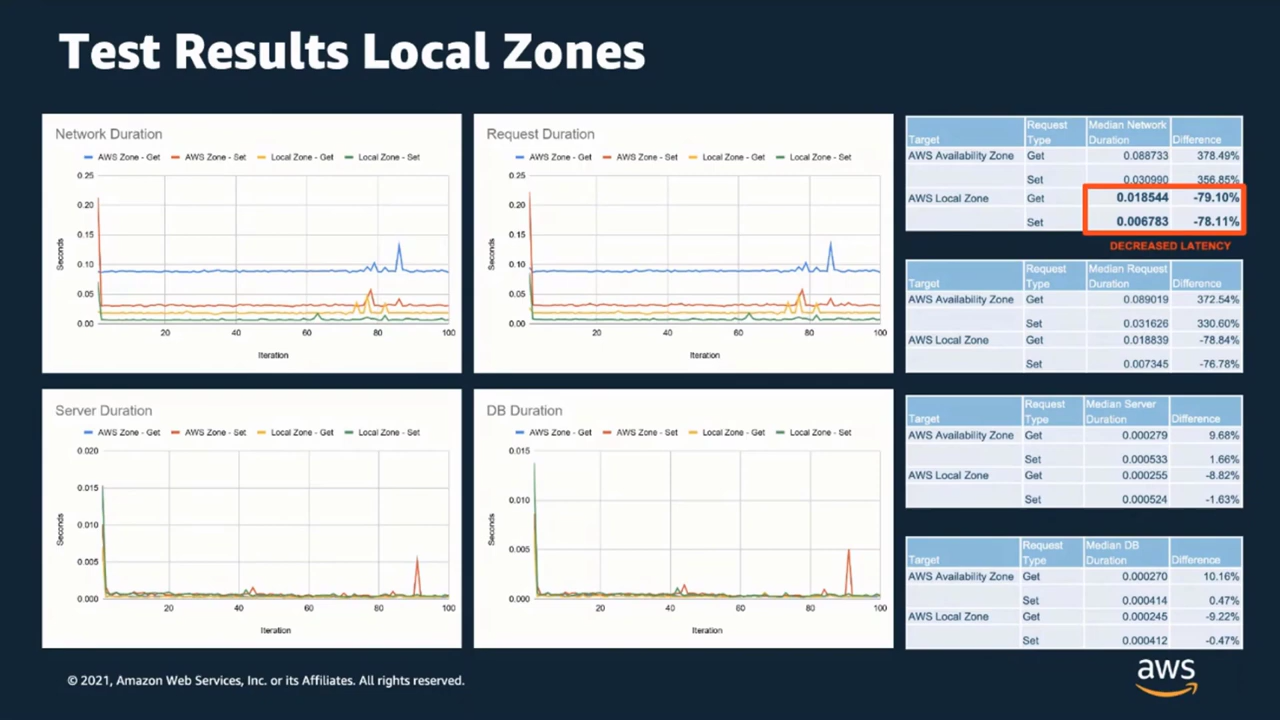 Test Results Local Zones
Network Duration
AWS Zone - Get AWS Zone - Set Local Zone - Get Local Zone - Set
0.25
0.20
0.15
0.10
0.05
0.00
Seconds
20 40 60 80 100
Iteration
Request Duration
AWS Zone - Get AWS Zone - Set Local Zone - Get Local Zone - Set
0.25
0.20
0.15
0.10
0.05
0.00
Seconds
20 40 60 80 100
Iteration
Target Request Type Median Network Duration Difference
AWS Availability Zone Get 0.088733 378.49%
Set 0.030990 356.85%
AWS Local Zone Get 0.018544 -79.10%
Set 0.006783 -78.11%
DECREASED LATENCY
Target Request Type Median Request Duration Difference
AWS Availability Zone Get 0.089019 372.54%
Set 0.031626 330.60%
AWS Local Zone Get 0.018839 -78.84%
Set 0.007345 -76.78%
Server Duration
AWS Zone - Get AWS Zone - Set Local Zone - Get Local Zone - Set
0.020
0.015
0.010
0.005
0.000
Seconds
20 40 60 80 100
Iteration
DB Duration
AWS Zone - Get AWS Zone - Set Local Zone - Get Local Zone - Set
0.015
0.010
0.005
0.000
Seconds
20 40 60 80 100
Iteration
Target Request Type Median Server Duration Difference
AWS Availability Zone Get 0.000279 9.68%
Set 0.000533 1.66%
AWS Local Zone Get 0.000255 -8.82%
Set 0.000524 -1.63%
Target Request Type Median DB Duration Difference
AWS Availability Zone Get 0.000270 10.16%
Set 0.000414 0.47%
AWS Local Zone Get 0.000245 -9.22%
Set 0.000412 -0.47%
© 2021, Amazon Web Services, Inc. or its Affiliates. All rights reserved.
aws